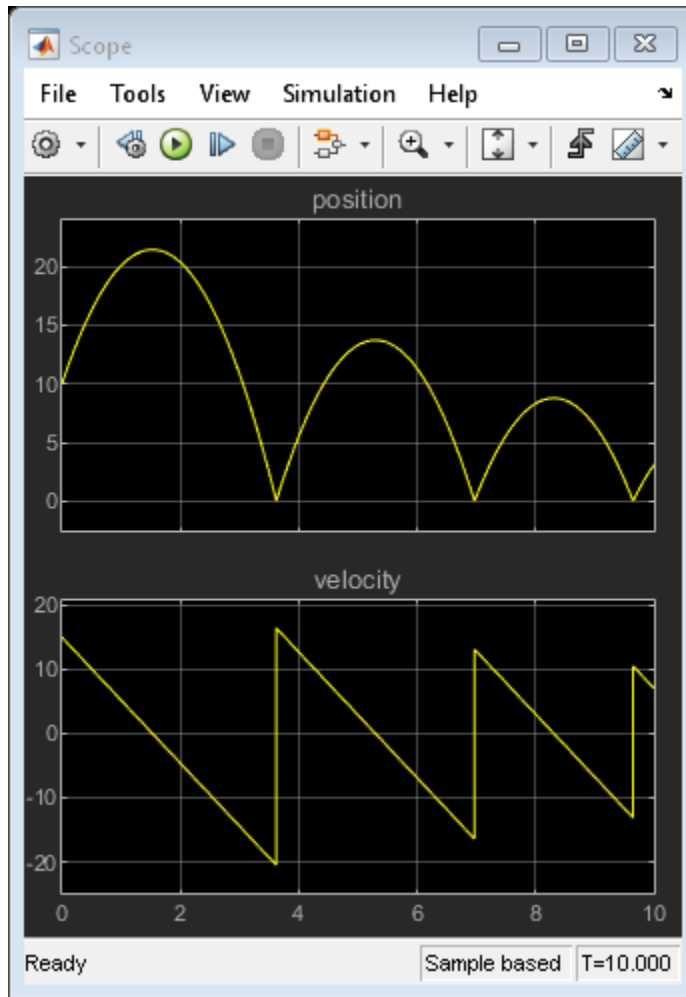 Scope
File Tools View Simulation Help
position
20
15
10
5
0
velocity
20
10
0
-10
-20
0 2 4 6 8 10
Ready Sample based T=10.000